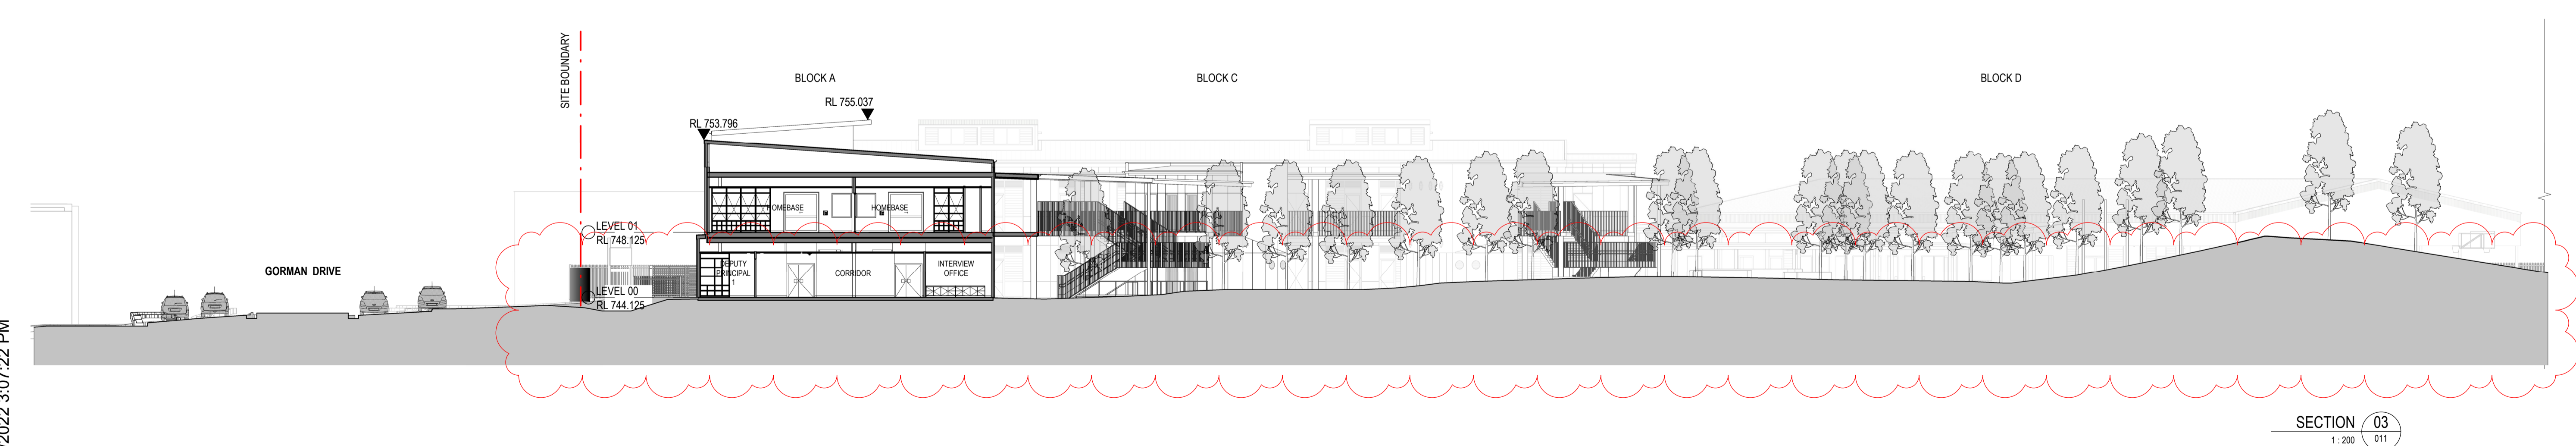 SITE BOUNDARY
BLOCK A
BLOCK C
BLOCK D
RL 755.037
RL 753.796
HOMEBASE
HOMEBASE
LEVEL 01
RL 748.125
GORMAN DRIVE
DEPUTY
PRINCIPAL
1
CORRIDOR
INTERVIEW
OFFICE
LEVEL 00
RL 744.125
/2022 3:07:22 PM
SECTION
1 : 200
03
011